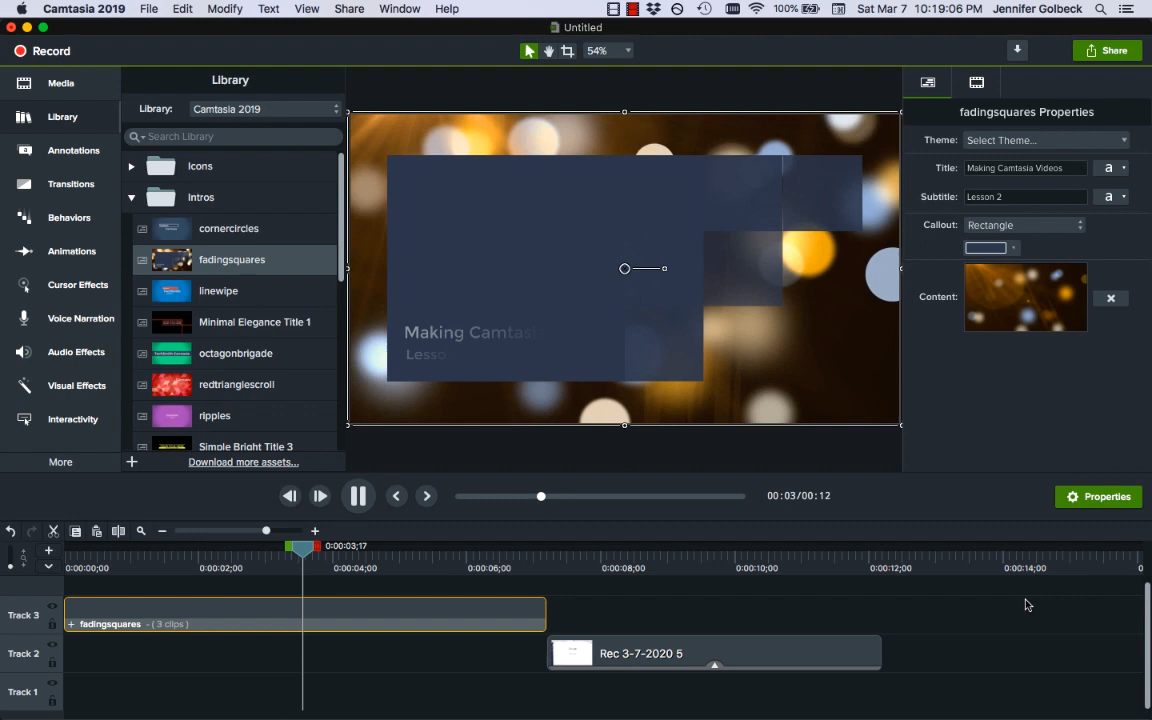 Camtasia 2019 File Edit Modify Text View Share Window Help 100% Sat Mar 7 10:19:06 PM Jennifer Golbeck
Untitled
Record 54% Share
Media
Library
Annotations
Transitions
Behaviors
Animations
Cursor Effects
Voice Narration
Audio Effects
Visual Effects
Interactivity
More
Library
Library: Camtasia 2019
Search Library
Icons
Intros
cornercircles
fadingsquares
linewipe
Minimal Elegance Title 1
octagonbrigade
redtrianglescroll
ripples
Simple Bright Title 3
Download more assets...
Making Camtasi
Lesso
fadingsquares Properties
Theme: Select Theme...
Title: Making Camtasia Videos a
Subtitle: Lesson 2 a
Callout: Rectangle
Content:
00:03/00:12
Properties
0:00:03;17
0:00:00;00 0:00:02;00 0:00:04;00 0:00:06;00 0:00:08;00 0:00:10;00 0:00:12;00 0:00:14;00 0
Track 3
+ fadingsquares - ( 3 clips )
Track 2 Rec 3-7-2020 5
Track 1